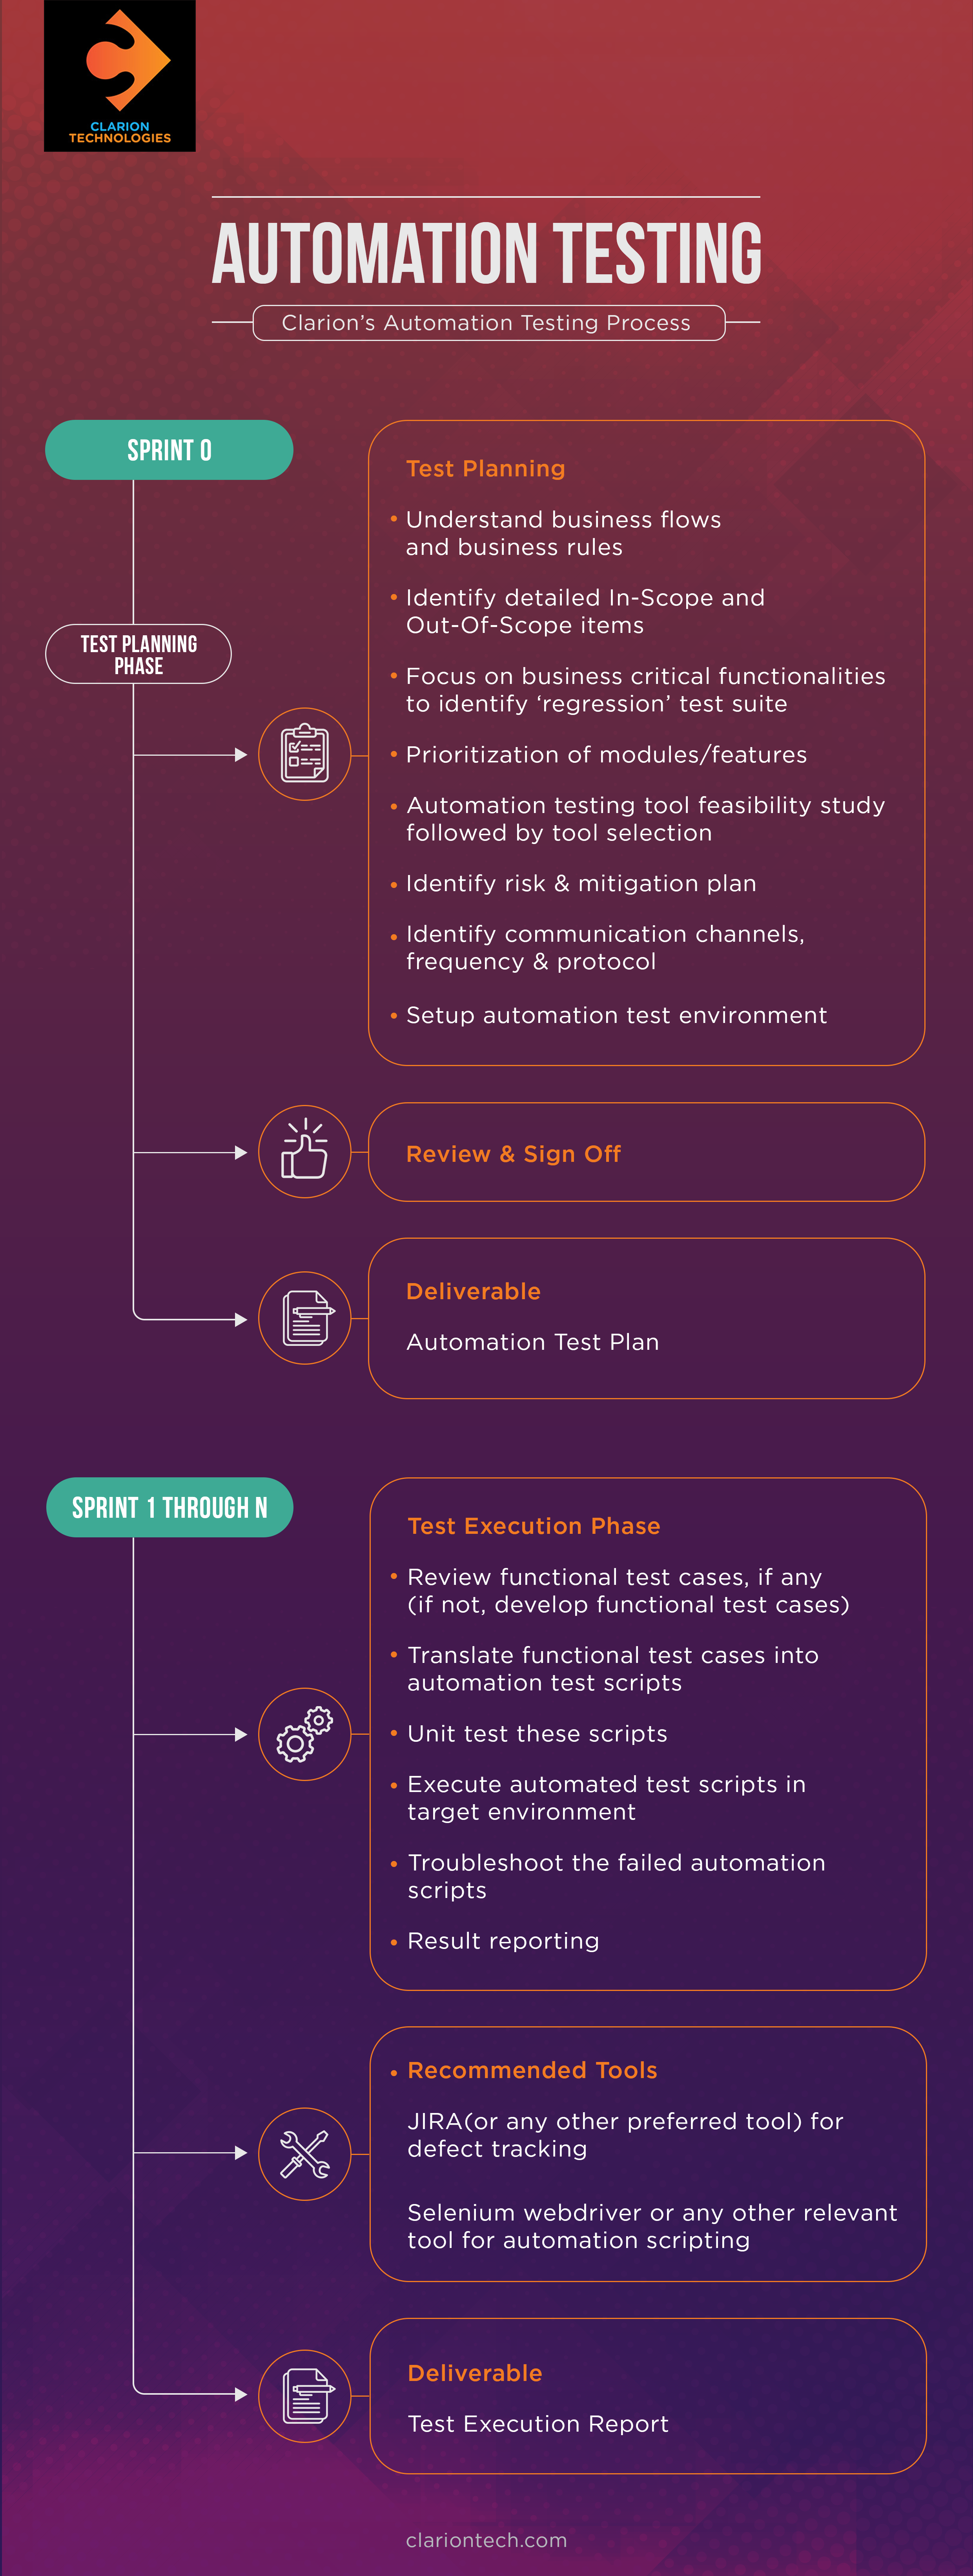 CLARION
TECHNOLOGIES
AUTOMATION TESTING
Clarion's Automation Testing Process
SPRINT 0
TEST PLANNING
PHASE
Test Planning
• Understand business flows
and business rules
• Identify detailed In-Scope and
Out-Of-Scope items
• Focus on business critical functionalities
to identify ‘regression’ test suite
• Prioritization of modules/features
• Automation testing tool feasibility study
followed by tool selection
• Identify risk & mitigation plan
• Identify communication channels,
frequency & protocol
• Setup automation test environment
Review & Sign Off
Deliverable
Automation Test Plan
SPRINT 1 THROUGH N
Test Execution Phase
• Review functional test cases, if any
(if not, develop functional test cases)
• Translate functional test cases into
automation test scripts
• Unit test these scripts
• Execute automated test scripts in
target environment
• Troubleshoot the failed automation
scripts
• Result reporting
• Recommended Tools
JIRA(or any other preferred tool) for
defect tracking
Selenium webdriver or any other relevant
tool for automation scripting
Deliverable
Test Execution Report
clariontech.com